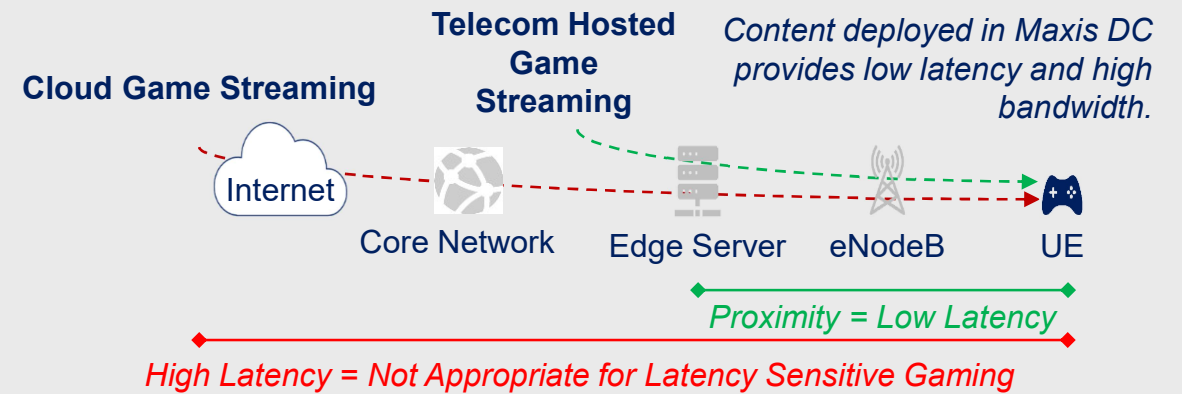 Telecom Hosted
Game
Streaming
Content deployed in Maxis DC
provides low latency and high
bandwidth.
Cloud Game Streaming
Internet
Core Network
Edge Server
eNodeB
UE
Proximity = Low Latency
High Latency = Not Appropriate for Latency Sensitive Gaming